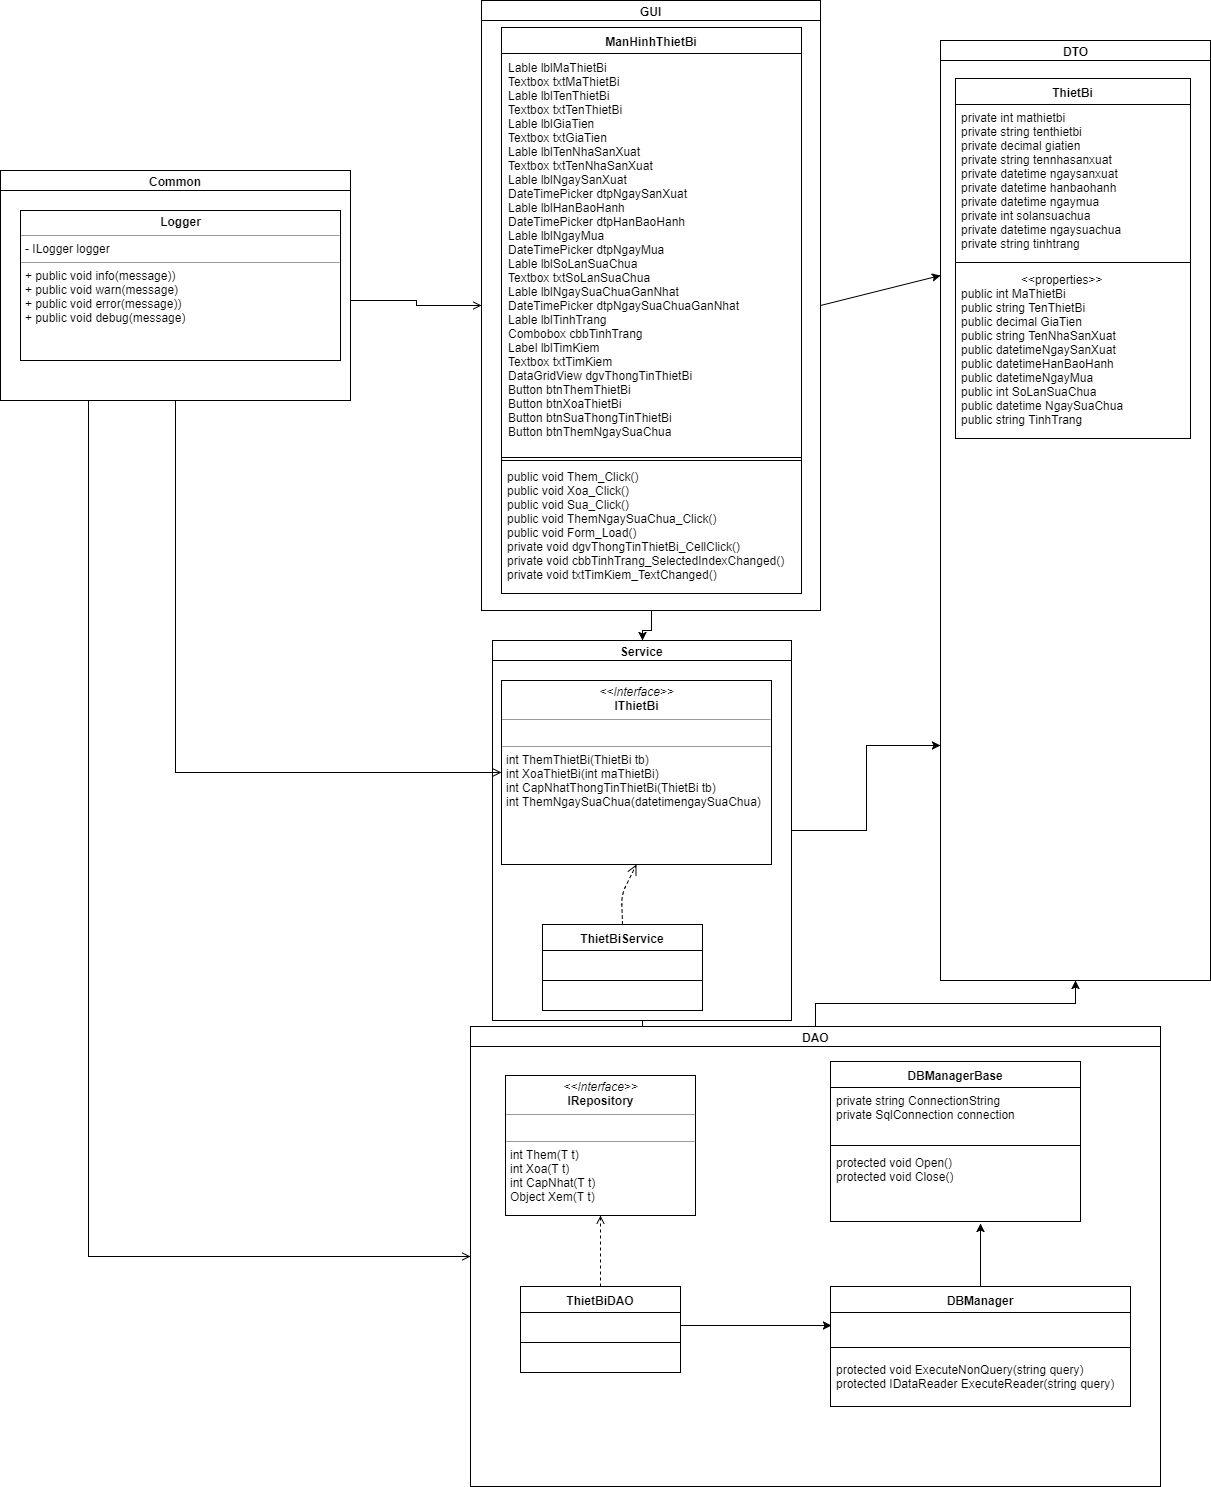 GUI
ManHinhThietBi
Lable lblMaThietBi
Textbox txtMaThietBi
Lable lblTenThietBi
Textbox txtTenThietBi
Lable lblGiaTien
Textbox txtGiaTien
Lable lblTenNhaSanXuat
Textbox txtTenNhaSanXuat
Lable lblNgaySanXuat
DateTimePicker dtpNgaySanXuat
Lable lblHanBaoHanh
DateTimePicker dtpHanBaoHanh
Lable lblNgayMua
DateTimePicker dtpNgayMua
Lable lblSoLanSuaChua
Textbox txtSoLanSuaChua
Lable lblNgaySuaChuaGanNhat
DateTimePicker dtpNgaySuaChuaGanNhat
Lable lblTinhTrang
Combobox cbbTinhTrang
Label lblTimKiem
Textbox txtTimKiem
DataGridView dgvThongTinThietBi
Button btnThemThietBi
Button btnXoaThietBi
Button btnSuaThongTinThietBi
Button btnThemNgaySuaChua
public void Them_Click()
public void Xoa_Click()
public void Sua_Click()
public void ThemNgaySuaChua_Click()
public void Form_Load()
private void dgvThongTinThietBi_CellClick()
private void cbbTinhTrang_SelectedIndexChanged()
private void txtTimKiem_TextChanged()
DTO
ThietBi
private int mathietbi
private string tenthietbi
private decimal giatien
private string tennhasanxuat
private datetime ngaysanxuat
private datetime hanbaohanh
private datetime ngaymua
private int solansuachua
private datetime ngaysuachua
private string tinhtrang
<<properties>>
public int MaThietBi
public string TenThietBi
public decimal GiaTien
public string TenNhaSanXuat
public datetimeNgaySanXuat
public datetimeHanBaoHanh
public datetimeNgayMua
public int SoLanSuaChua
public datetime NgaySuaChua
public string TinhTrang
Common
Logger
- ILogger logger
+ public void info(message))
+ public void warn(message)
+ public void error(message))
+ public void debug(message)
Service
<<Interface>>
IThietBi
int ThemThietBi(ThietBi tb)
int XoaThietBi(int maThietBi)
int CapNhatThongTinThietBi(ThietBi tb)
int ThemNgaySuaChua(datetimengaySuaChua)
ThietBiService
DAO
<<Interface>>
IRepository
int Them(T t)
int Xoa(T t)
int CapNhat(T t)
Object Xem(T t)
DBManagerBase
private string ConnectionString
private SqlConnection connection
protected void Open()
protected void Close()
ThietBiDAO
DBManager
protected void ExecuteNonQuery(string query)
protected IDataReader ExecuteReader(string query)